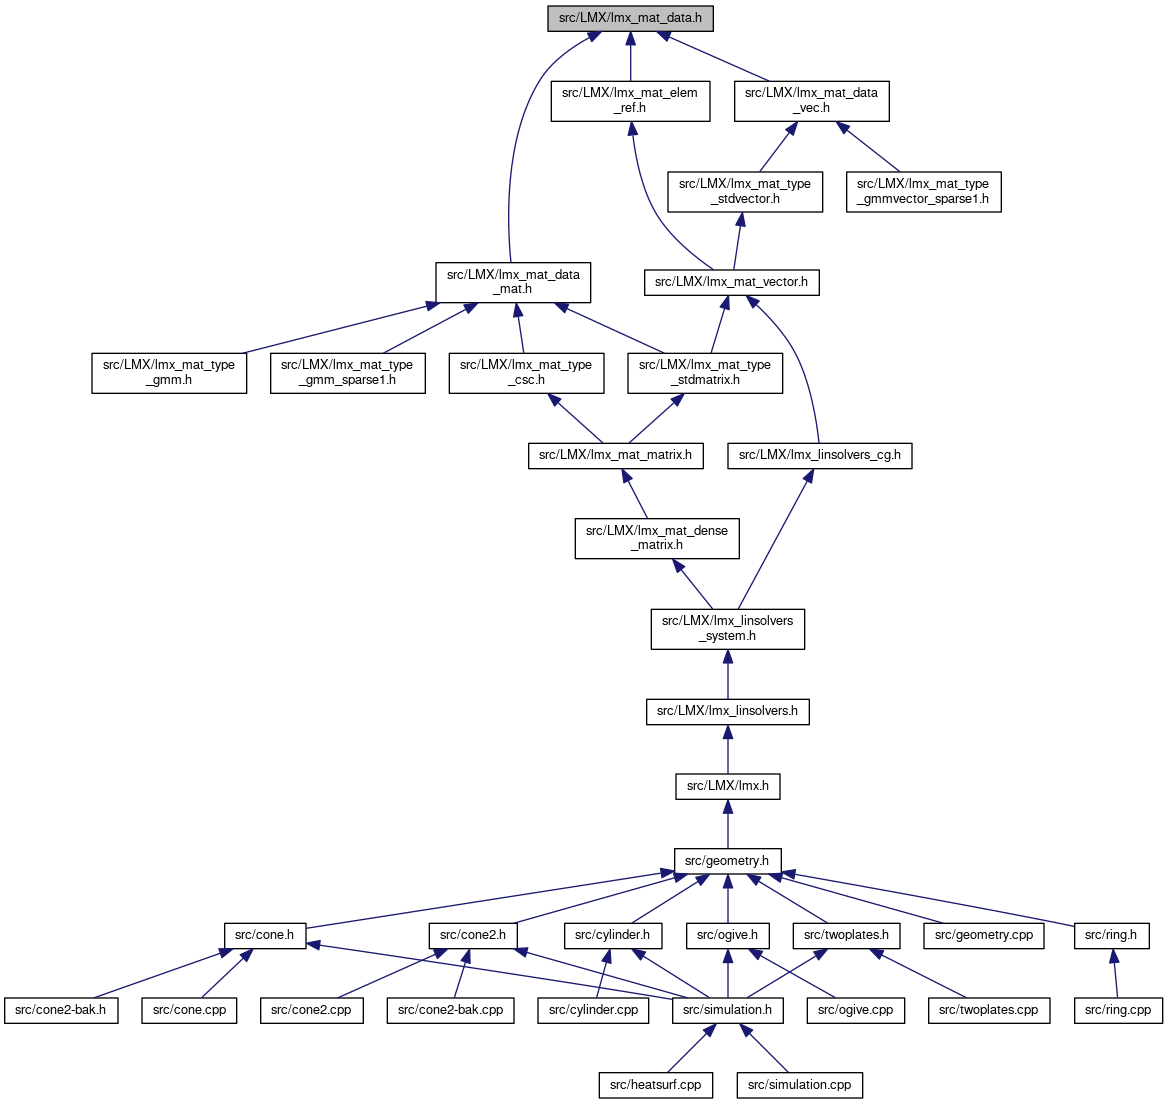 src/LMX/lmx_mat_data.h
src/LMX/lmx_mat_elem
_ref.h
src/LMX/lmx_mat_data
_vec.h
src/LMX/lmx_mat_type
_stdvector.h
src/LMX/lmx_mat_type
_gmmvector_sparse1.h
src/LMX/lmx_mat_data
_mat.h
src/LMX/lmx_mat_vector.h
src/LMX/lmx_mat_type
_gmm.h
src/LMX/lmx_mat_type
_gmm_sparse1.h
src/LMX/lmx_mat_type
_csc.h
src/LMX/lmx_mat_type
_stdmatrix.h
src/LMX/lmx_mat_matrix.h
src/LMX/lmx_linsolvers_cg.h
src/LMX/lmx_mat_dense
_matrix.h
src/LMX/lmx_linsolvers
_system.h
src/LMX/lmx_linsolvers.h
src/LMX/lmx.h
src/geometry.h
src/cone.h
src/cone2.h
src/cylinder.h
src/ogive.h
src/twoplates.h
src/geometry.cpp
src/ring.h
src/cone2-bak.h
src/cone.cpp
src/cone2.cpp
src/cone2-bak.cpp
src/cylinder.cpp
src/simulation.h
src/ogive.cpp
src/twoplates.cpp
src/ring.cpp
src/heatsurf.cpp
src/simulation.cpp